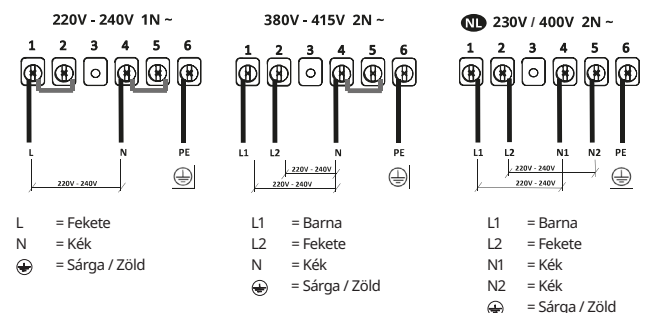 220V - 240V 1N ~
1 2 3 4 5 6
L N PE
220V - 240V
L = Fekete
N = Kék
= Sárga / Zöld
380V - 415V 2N ~
1 2 3 4 5 6
L1 L2 N PE
220V - 240V
220V - 240V
L1 = Barna
L2 = Fekete
N = Kék
= Sárga / Zöld
NL 230V / 400V 2N ~
1 2 3 4 5 6
L1 L2 N1 N2 PE
220V - 240V
220V - 240V
L1 = Barna
L2 = Fekete
N1 = Kék
N2 = Kék
= Sárga / Zöld